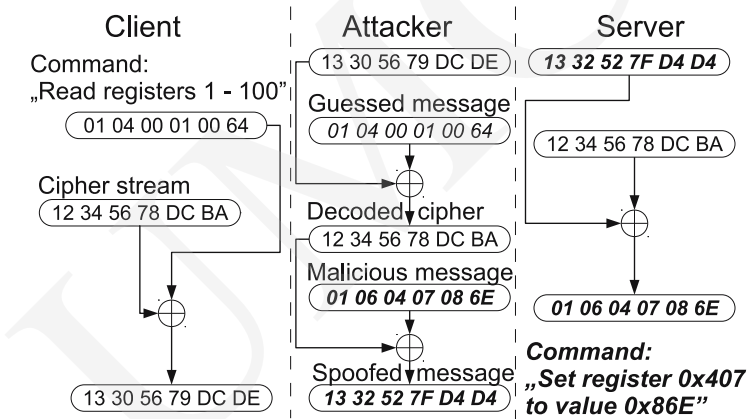 Client
Command:
„Read registers 1 - 100”
01 04 00 01 00 64
Cipher stream
12 34 56 78 DC BA
13 30 56 79 DC DE
Attacker
13 30 56 79 DC DE
Guessed message
01 04 00 01 00 64
Decoded cipher
12 34 56 78 DC BA
Malicious message
01 06 04 07 08 6E
Spoofed message
13 32 52 7F D4 D4
Server
13 32 52 7F D4 D4
12 34 56 78 DC BA
01 06 04 07 08 6E
Command:
„Set register 0x407
to value 0x86E”
UMC